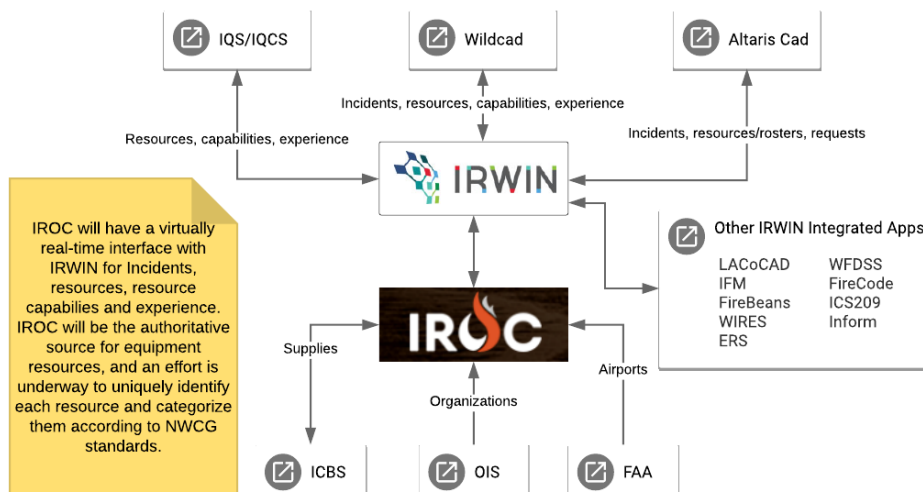 IQS/IQCS
Wildcad
Altaris Cad
Incidents, resources, capabilities, experience
Resources, capabilities, experience
Incidents, resources/rosters, requests
IRWIN
IROC will have a virtually
real-time interface with
IRWIN for Incidents,
resources, resource
capabilies and experience.
IROC will be the authoritative
source for equipment
resources, and an effort is
underway to uniquely identify
each resource and categorize
them according to NWCG
standards.
Other IRWIN Integrated Apps
LACoCAD
IFM
FireBeans
WIRES
ERS
WFDSS
FireCode
ICS209
Inform
IROC
Supplies
Organizations
Airports
ICBS
OIS
FAA